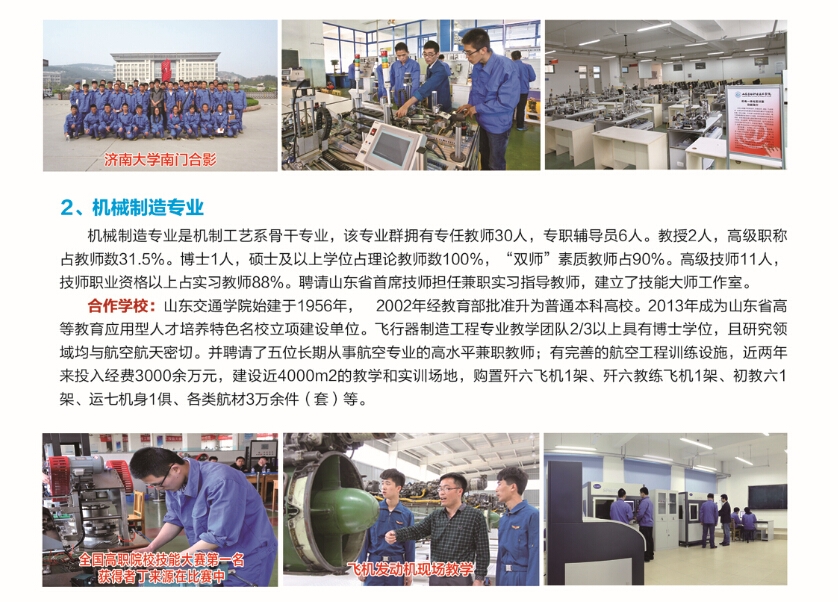 济南大学南门合影
2、机械制造专业
机械制造专业是机制工艺系骨干专业，该专业群拥有专任教师30人，专职辅导员6人。教授2人，高级职称
占教师数31.5%。博士1人，硕士及以上学位占理论教师数100%，“双师”素质教师占90%。高级技师11人，
技师职业资格以上占实习教师88%。聘请山东省首席技师担任兼职实习指导教师，建立了技能大师工作室。
合作学校：山东交通学院始建于1956年，  2002年经教育部批准升为普通本科高校。2013年成为山东省高
等教育应用型人才培养特色名校立项建设单位。飞行器制造工程专业教学团队2/3以上具有博士学位，且研究领
域均与航空航天密切。并聘请了五位长期从事航空专业的高水平兼职教师；有完善的航空工程训练设施，近两年
来投入经费3000余万元，建设近4000m2的教学和实训场地，购置歼六飞机1架、歼六教练飞机1架、初教六1
架、运七机身1俱、各类航材3万余件（套）等。
全国高职院校技能大赛第一名
获得者丁来源在比赛中
飞机发动机现场教学